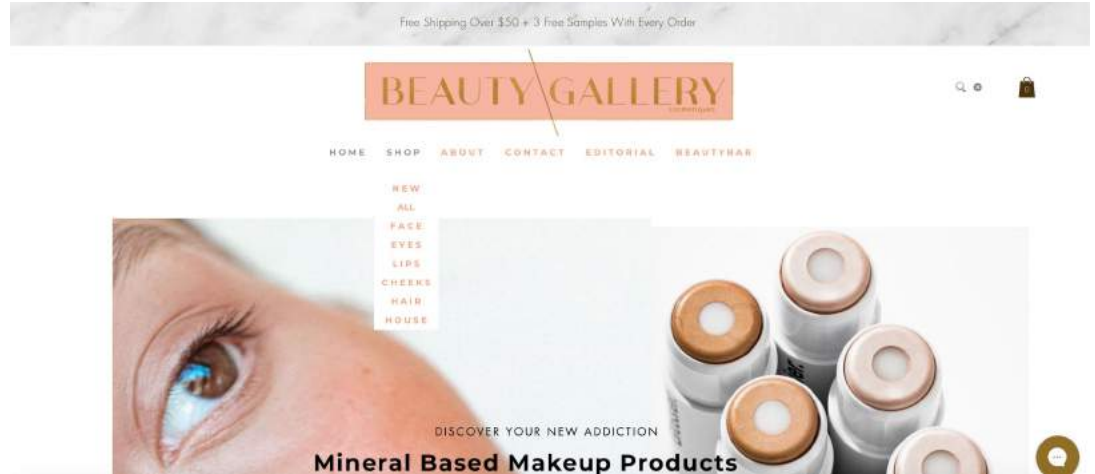 Free Shipping Over $50 + 3 Free Samples With Every Order
BEAUTY GALLERY
cosmetiques
0
HOME SHOP ABOUT CONTACT EDITORIAL BEAUTYBAR
NEW
ALL
FACE
EYES
LIPS
CHEEKS
HAIR
HOUSE
DISCOVER YOUR NEW ADDICTION
Mineral Based Makeup Products